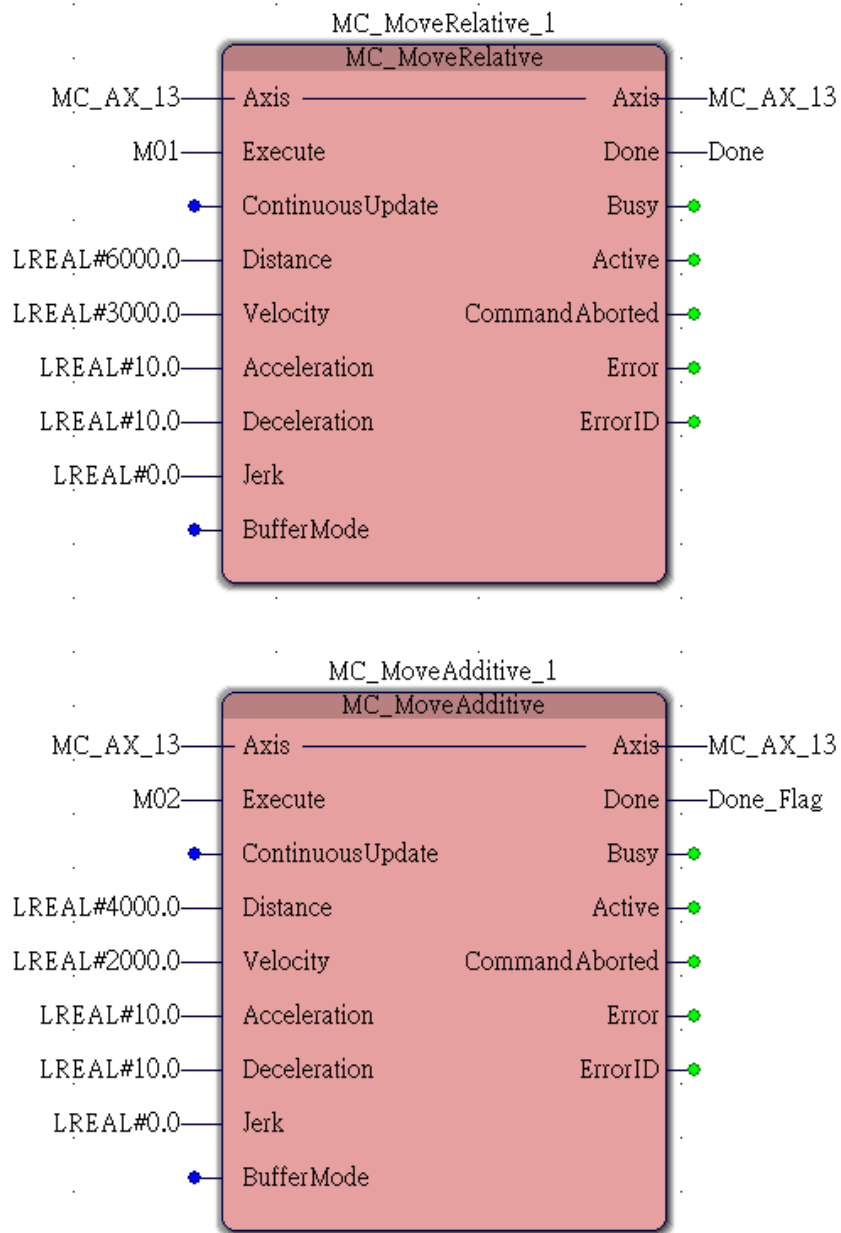 MC_MoveRelative_1
MC_MoveRelative
MC_AX_13 Axis Axis MC_AX_13
M01 Execute Done Done
ContinuousUpdate Busy
LREAL#6000.0 Distance Active
LREAL#3000.0 Velocity CommandAborted
LREAL#10.0 Acceleration Error
LREAL#10.0 Deceleration ErrorID
LREAL#0.0 Jerk
BufferMode
MC_MoveAdditive_1
MC_MoveAdditive
MC_AX_13 Axis Axis MC_AX_13
M02 Execute Done Done_Flag
ContinuousUpdate Busy
LREAL#4000.0 Distance Active
LREAL#2000.0 Velocity CommandAborted
LREAL#10.0 Acceleration Error
LREAL#10.0 Deceleration ErrorID
LREAL#0.0 Jerk
BufferMode